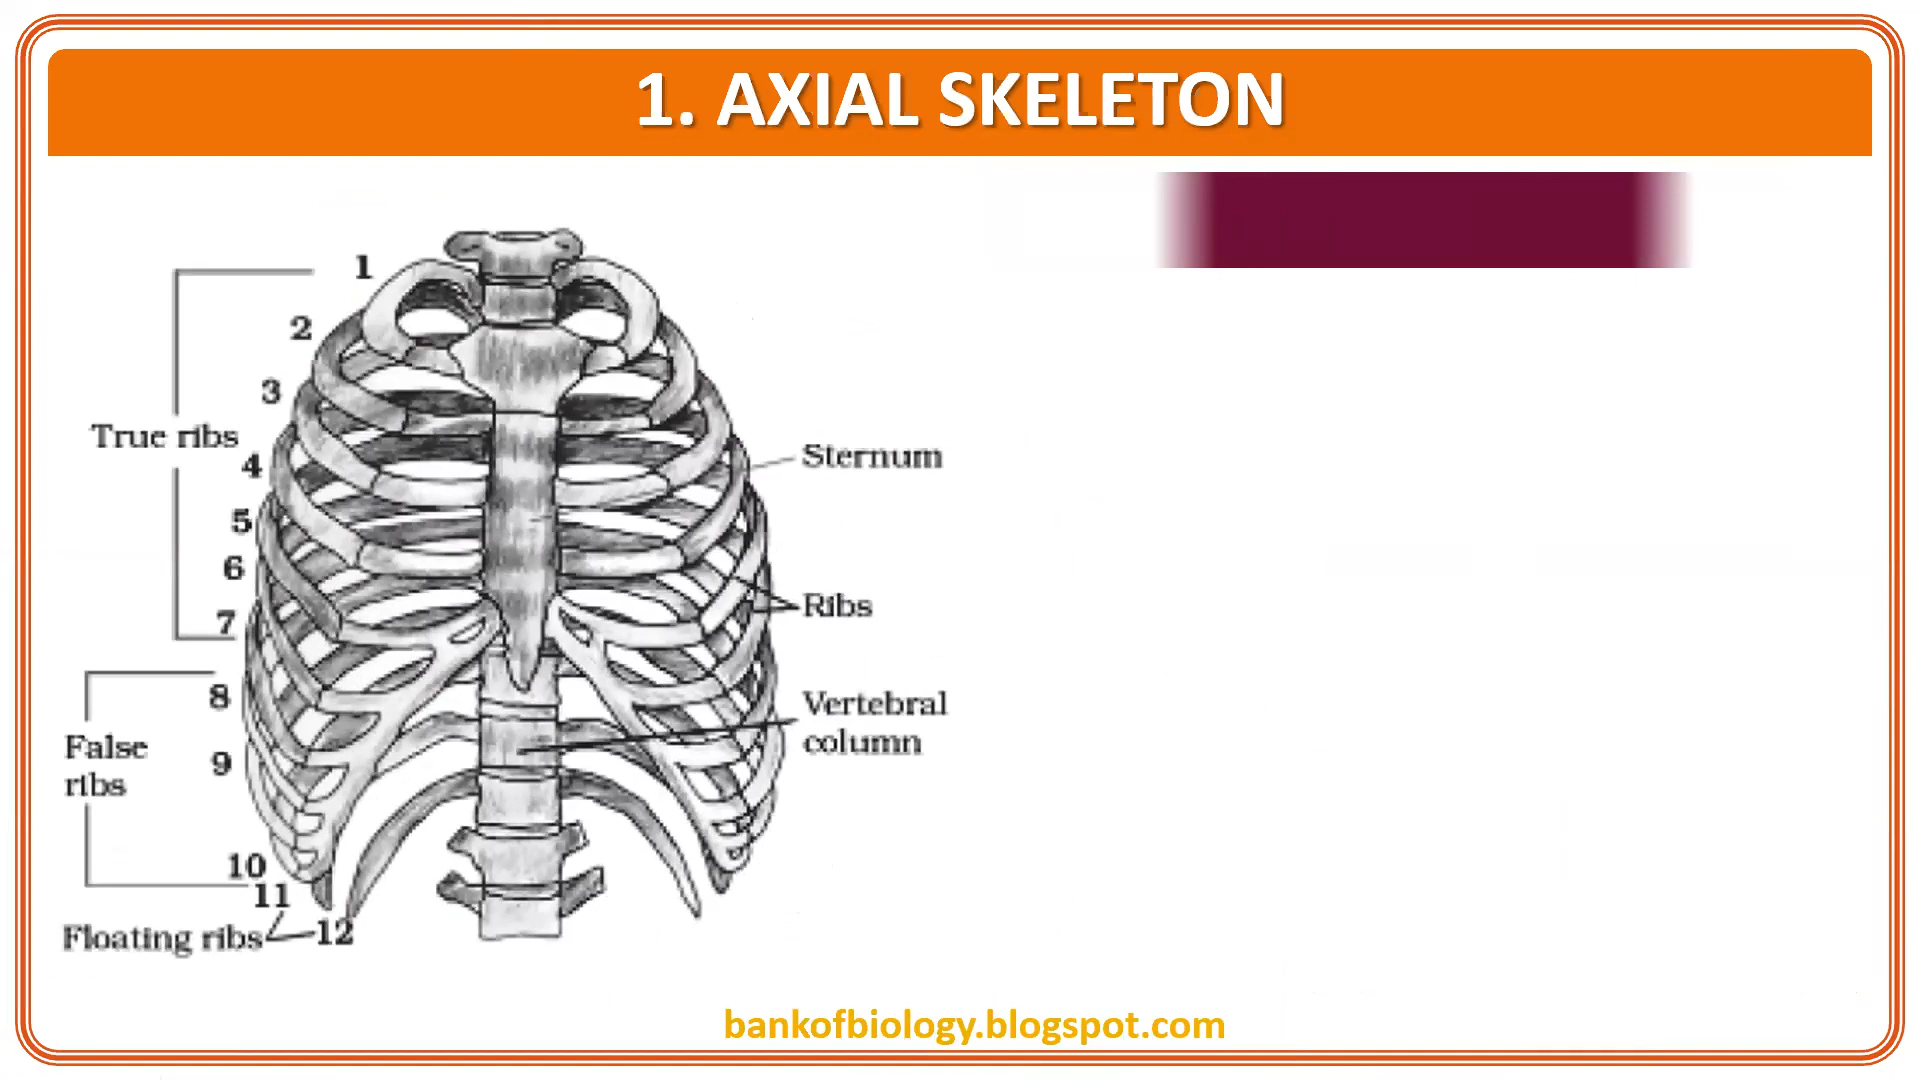 1. AXIAL SKELETON
1
2
3
True ribs
4
5
6
7
8
False
ribs
9
10
11
Floating ribs
12
Sternum
Ribs
Vertebral
column
bankofbiology.blogspot.com